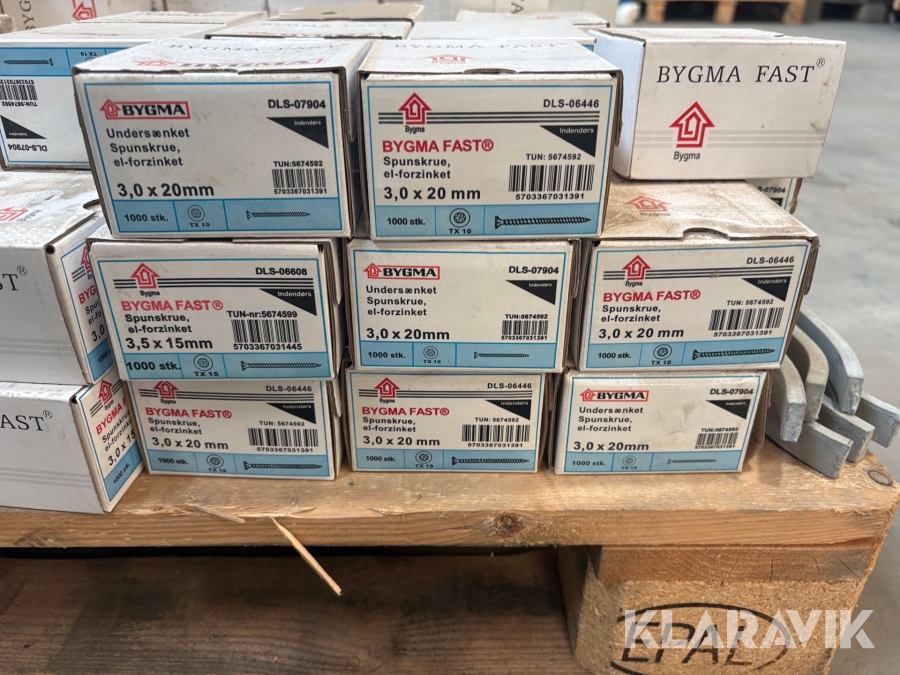 TX 10
TUN:5674592
DLS-07904
BYGMA
DLS-07904
Undersænket
Spunskrue,
el-forzinket
Indendørs
TUN: 5674592
3,0 x 20mm
5703367031391
1000 stk.
TX 10
DLS-06446
Bygma
Indendørs
BYGMA FAST®
Spunskrue,
el-forzinket
TUN: 5674592
3,0 x 20 mm
5703367031391
1000 stk.
TX 10
BYGMA FAST®
Bygma
DLS-06608
Bygma
Indendørs
BYGMA FAST®
Spunskrue,
el-forzinket
TUN-nr:5674599
3,5 x 15mm
5703367031445
1000 stk.
TX 15
BYGMA
DLS-07904
Undersænket
Spunskrue,
el-forzinket
Indendørs
TUN: 5674592
3,0 x 20mm
5703367031391
1000 stk.
DLS-06446
Bygma
Indendørs
BYGMA FAST®
Spunskrue,
el-forzinket
TUN: 5674592
3,0 x 20 mm
5703367031391
1000 stk.
TX 10
DLS-06446
Bygma
Indendørs
BYGMA FAST®
Spunskrue,
el-forzinket
TUN: 5674592
3,0 x 20 mm
5703367031391
1000 stk.
TX 10
DLS-06446
Bygma
Indendørs
BYGMA FAST®
Spunskrue,
el-forzinket
TUN: 5674592
3,0 x 20 mm
5703367031391
1000 stk.
TX 10
BYGMA
DLS-07904
Undersænket
Spunskrue,
el-forzinket
Indendørs
TUN:5674592
3,0 x 20mm
5703367031391
1000 stk.
EPAL
KLARAVIK